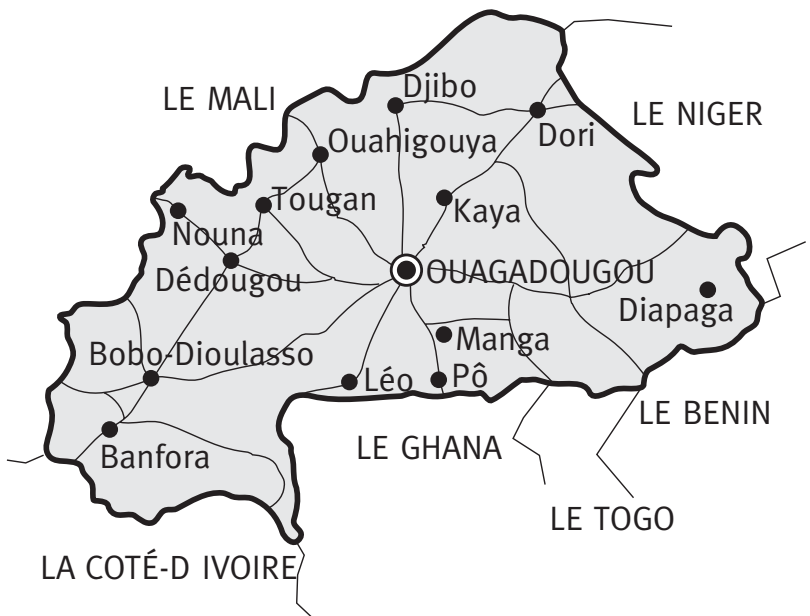 Djibo
LE MALI
LE NIGER
Dori
Ouahigouya
Tougan
Kaya
Nouna
Dédougou
OUAGADOUGOU
Diapaga
Manga
Bobo-Dioulasso
Léo
Pô
LE BENIN
LE GHANA
Banfora
LE TOGO
LA COTÉ-D IVOIRE